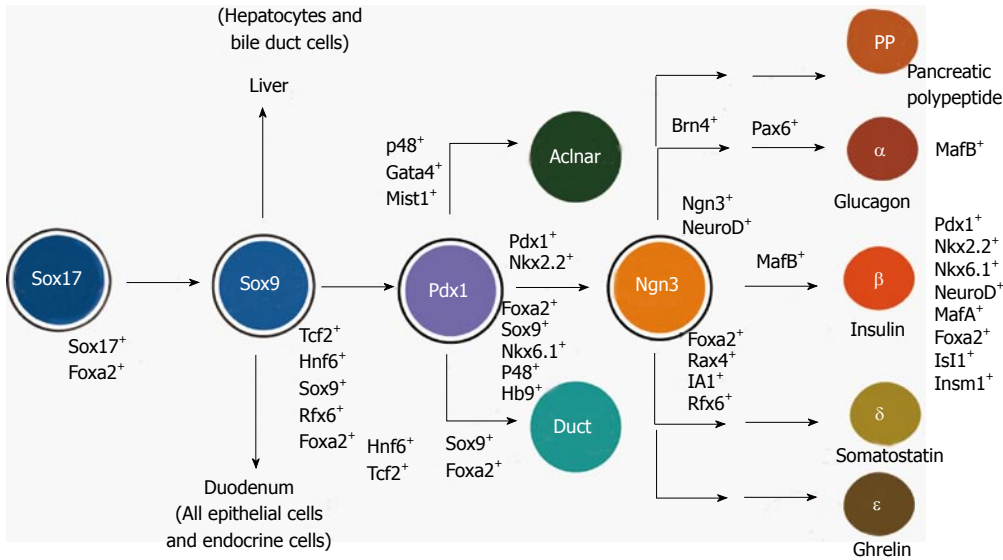 (Hepatocytes and
bile duct cells)
Liver
PP
Pancreatic
polypeptide
p48⁺
Gata4⁺
Mist1⁺
Aclnar
Brn4⁺
Pax6⁺
α
MafB⁺
Glucagon
Ngn3⁺
NeuroD⁺
Sox17
Sox9
Pdx1
Pdx1⁺
Nkx2.2⁺
Ngn3
MafB⁺
β
Insulin
Pdx1⁺
Nkx2.2⁺
Nkx6.1⁺
NeuroD⁺
MafA⁺
Foxa2⁺
IsI1⁺
Insm1⁺
Sox17⁺
Foxa2⁺
Tcf2⁺
Hnf6⁺
Sox9⁺
Rfx6⁺
Foxa2⁺
Foxa2⁺
Sox9⁺
Nkx6.1⁺
P48⁺
Hb9⁺
Foxa2⁺
Rax4⁺
IA1⁺
Rfx6⁺
Hnf6⁺
Tcf2⁺
Sox9⁺
Foxa2⁺
Duct
δ
Somatostatin
Duodenum
(All epithelial cells
and endocrine cells)
ε
Ghrelin